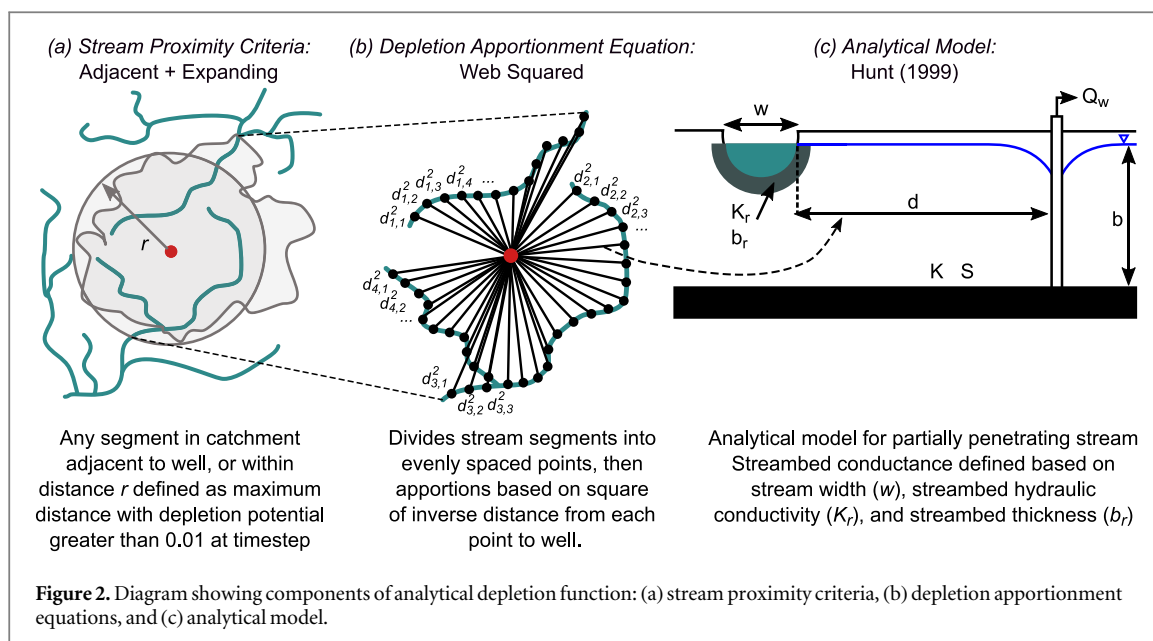 (a) Stream Proximity Criteria:
Adjacent + Expanding
r
Any segment in catchment
adjacent to well, or within
distance r defined as maximum
distance with depletion potential
greater than 0.01 at timestep
(b) Depletion Apportionment Equation:
Web Squared
d²1,1
d²1,2
d²1,3
d²1,4
...
d²2,1
d²2,2
d²2,3
...
d²4,1
d²4,2
...
d²3,1
d²3,2
d²3,3
Divides stream segments into
evenly spaced points, then
apportions based on square
of inverse distance from each
point to well.
(c) Analytical Model:
Hunt (1999)
w
Qw
Kr
br
d
b
K S
Analytical model for partially penetrating stream
Streambed conductance defined based on
stream width (w), streambed hydraulic
conductivity (Kr), and streambed thickness (br)
Figure 2. Diagram showing components of analytical depletion function: (a) stream proximity criteria, (b) depletion apportionment
equations, and (c) analytical model.